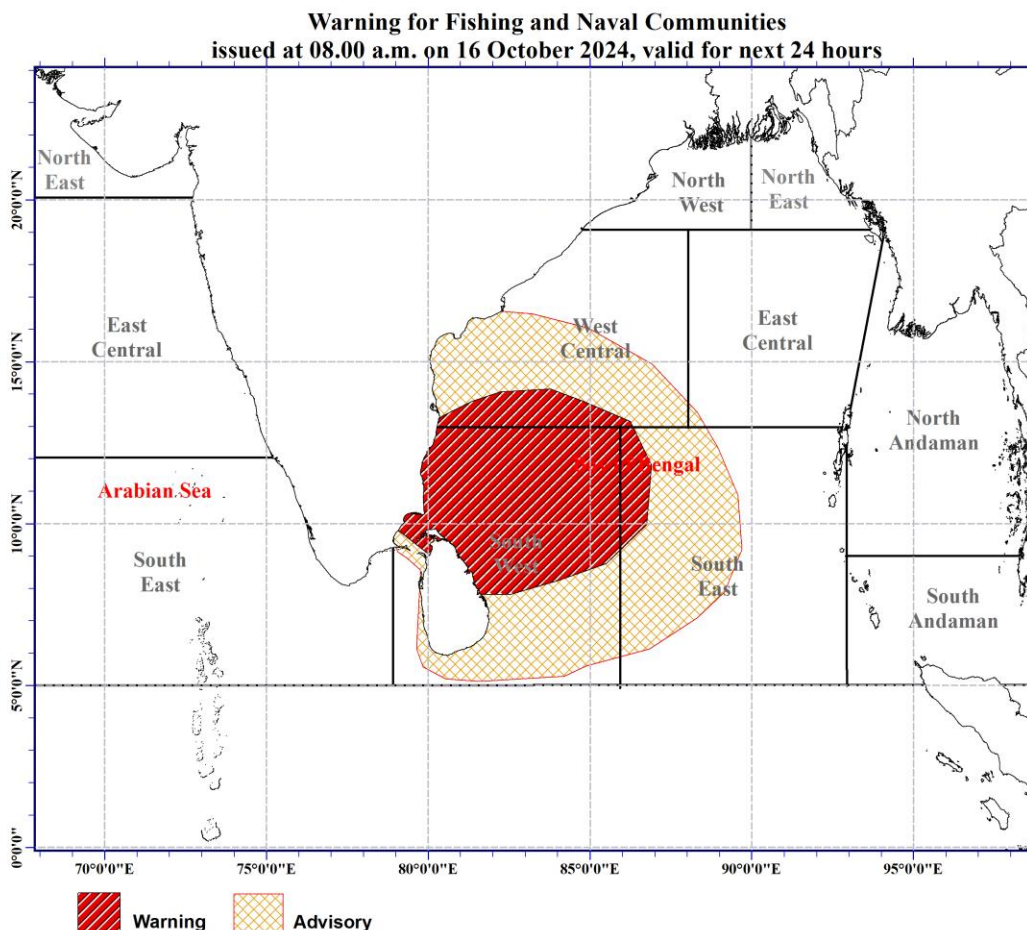 Warning for Fishing and Naval Communities
issued at 08.00 a.m. on 16 October 2024, valid for next 24 hours
North
East
North
West
North
East
20°0'0"N
East
Central
West
Central
East
Central
15°0'0"N
North
Andaman
Arabian Sea
Bay of Bengal
10°0'0"N
South
East
South
West
South
East
South
Andaman
5°0'0"N
0°0'0"
70°0'0"E
75°0'0"E
80°0'0"E
85°0'0"E
90°0'0"E
95°0'0"E
Warning
Advisory